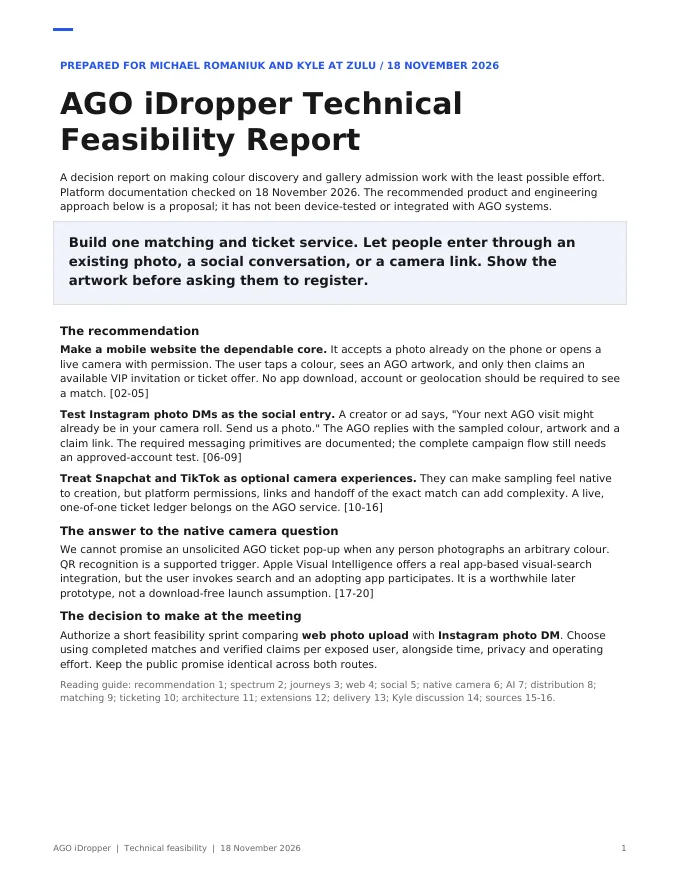 PREPARED FOR MICHAEL ROMANIUK AND KYLE AT ZULU / 18 NOVEMBER 2026
AGO iDropper Technical
Feasibility Report
A decision report on making colour discovery and gallery admission work with the least possible effort.
Platform documentation checked on 18 November 2026. The recommended product and engineering
approach below is a proposal; it has not been device-tested or integrated with AGO systems.
Build one matching and ticket service. Let people enter through an
existing photo, a social conversation, or a camera link. Show the
artwork before asking them to register.
The recommendation
Make a mobile website the dependable core. It accepts a photo already on the phone or opens a
live camera with permission. The user taps a colour, sees an AGO artwork, and only then claims an
available VIP invitation or ticket offer. No app download, account or geolocation should be required to see
a match. [02-05]
Test Instagram photo DMs as the social entry. A creator or ad says, "Your next AGO visit might
already be in your camera roll. Send us a photo." The AGO replies with the sampled colour, artwork and a
claim link. The required messaging primitives are documented; the complete campaign flow still needs
an approved-account test. [06-09]
Treat Snapchat and TikTok as optional camera experiences. They can make sampling feel native
to creation, but platform permissions, links and handoff of the exact match can add complexity. A live,
one-of-one ticket ledger belongs on the AGO service. [10-16]
The answer to the native camera question
We cannot promise an unsolicited AGO ticket pop-up when any person photographs an arbitrary colour.
QR recognition is a supported trigger. Apple Visual Intelligence offers a real app-based visual-search
integration, but the user invokes search and an adopting app participates. It is a worthwhile later
prototype, not a download-free launch assumption. [17-20]
The decision to make at the meeting
Authorize a short feasibility sprint comparing web photo upload with Instagram photo DM. Choose
using completed matches and verified claims per exposed user, alongside time, privacy and operating
effort. Keep the public promise identical across both routes.
Reading guide: recommendation 1; spectrum 2; journeys 3; web 4; social 5; native camera 6; AI 7; distribution 8;
matching 9; ticketing 10; architecture 11; extensions 12; delivery 13; Kyle discussion 14; sources 15-16.
AGO iDropper | Technical feasibility | 18 November 2026
1